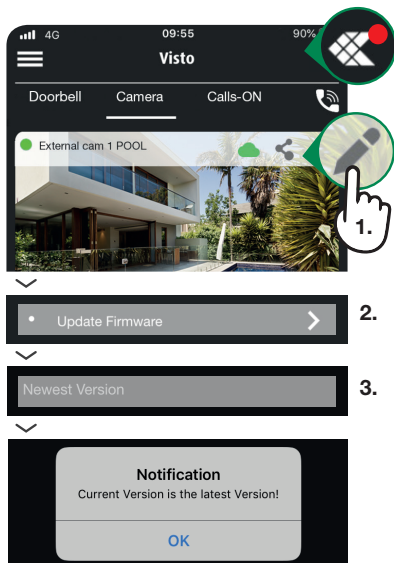 4G 09:55 90%
Visto
Doorbell Camera Calls-ON
External cam 1 POOL
1.
• Update Firmware
2.
Newest Version
3.
Notification
Current Version is the latest Version!
OK